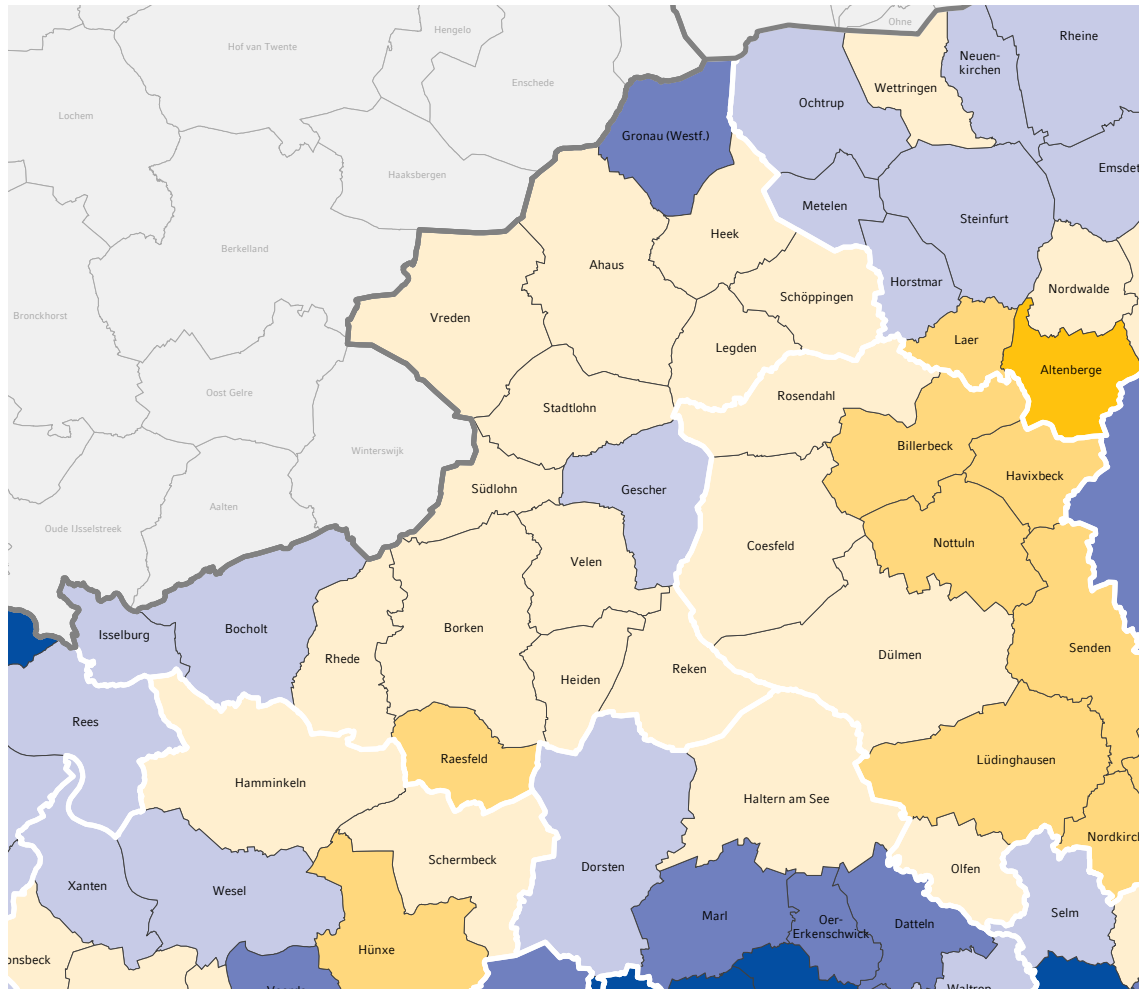 Ohne
Hengelo
Rheine
Hof van Twente
Neuen-
kirchen
Enschede
Wettringen
Ochtrup
Lochem
Gronau (Westf.)
Emsdet
Haaksbergen
Metelen
Steinfurt
Heek
Berkelland
Ahaus
Horstmar
Nordwalde
Schöppingen
Bronckhorst
Vreden
Laer
Legden
Altenberge
Oost Gelre
Rosendahl
Stadtlohn
Billerbeck
Winterswijk
Havixbeck
Südlohn
Gescher
Aalten
Oude IJsselstreek
Nottuln
Coesfeld
Velen
Isselburg
Bocholt
Borken
Senden
Dülmen
Rhede
Reken
Heiden
Rees
Raesfeld
Lüdinghausen
Hamminkeln
Haltern am See
Nordkirch
Schermbeck
Dorsten
Olfen
Xanten
Wesel
Selm
Marl
Oer-
Erkenschwick
Datteln
Hünxe
onsbeck
Waltrop